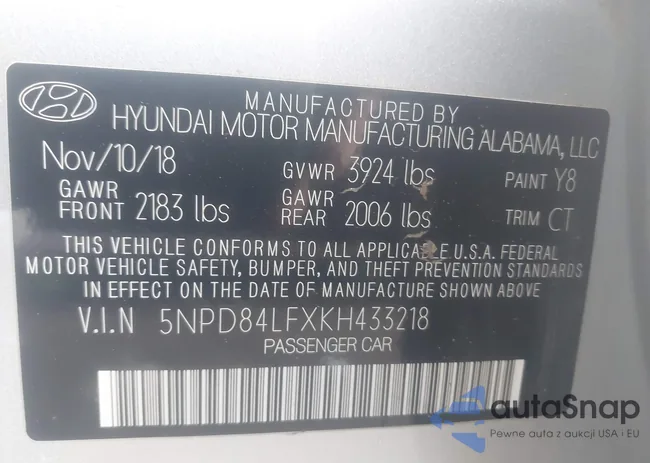 MANUFACTURED BY
HYUNDAI MOTOR MANUFACTURING ALABAMA, LLC
Nov/10/18 GVWR 3924 lbs PAINT Y8
GAWR FRONT 2183 lbs GAWR REAR 2006 lbs TRIM CT
THIS VEHICLE CONFORMS TO ALL APPLICABLE U.S.A. FEDERAL
MOTOR VEHICLE SAFETY, BUMPER, AND THEFT PREVENTION STANDARDS
IN EFFECT ON THE DATE OF MANUFACTURE SHOWN ABOVE
V.I.N 5NPD84LFXKH433218
PASSENGER CAR
autaSnap
Pewne auta z aukcji USA i EU